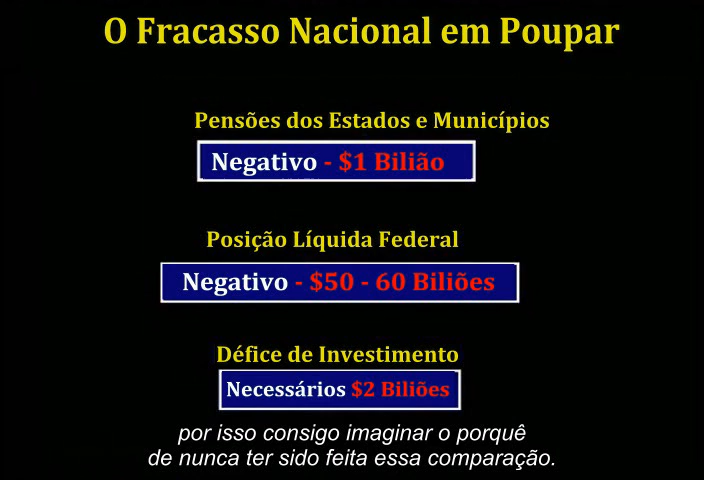 O Fracasso Nacional em Poupar
Pensões dos Estados e Municípios
Negativo - $1 Bilião
Posição Líquida Federal
Negativo - $50 - 60 Biliões
Défice de Investimento
Necessários $2 Biliões
por isso consigo imaginar o porquê
de nunca ter sido feita essa comparação.